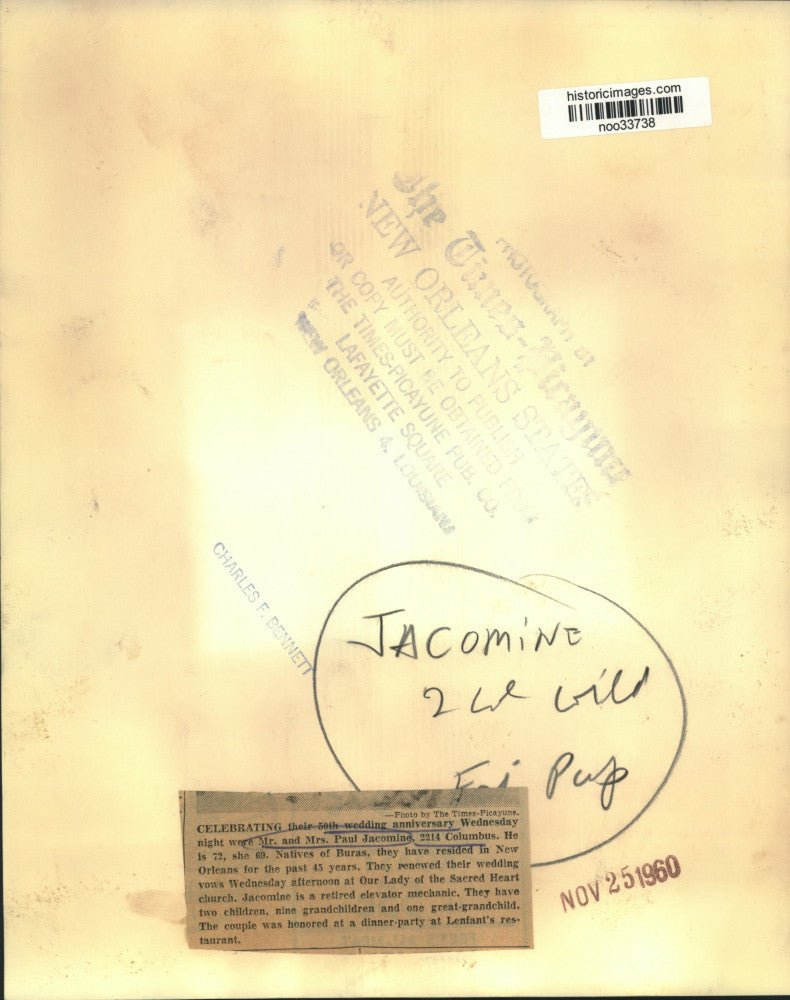 historicimages.com
noo33738
PHOTOGRAPH BY
The Times-Picayune
NEW ORLEANS STATES
AUTHORITY TO PUBLISH
OR COPY MUST BE OBTAINED FROM
THE TIMES-PICAYUNE PUB. CO.
LAFAYETTE SQUARE
NEW ORLEANS 4, LOUISIANA
CHARLES F. BENNETT
JACOMINE
2
Fri
—Photo by The Times-Picayune.
CELEBRATING their 50th wedding anniversary Wednesday
night were Mr. and Mrs. Paul Jacomine, 2214 Columbus. He
is 72, she 69. Natives of Buras, they have resided in New
Orleans for the past 45 years. They renewed their wedding
vows Wednesday afternoon at Our Lady of the Sacred Heart
church. Jacomine is a retired elevator mechanic. They have
two children, nine grandchildren and one great-grandchild.
The couple was honored at a dinner-party at Lenfant's res-
taurant.
NOV 25 1960